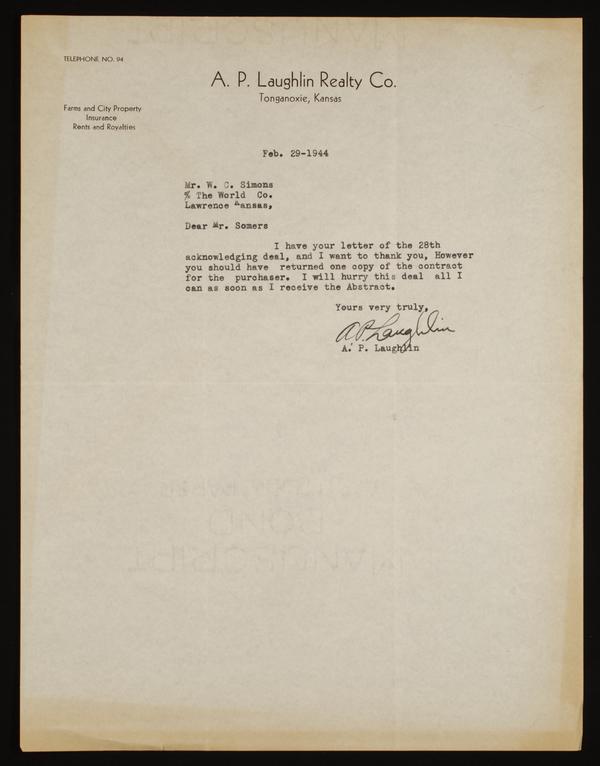 TELEPHONE NO. 94
A. P. Laughlin Realty Co.
Tonganoxie, Kansas
Farms and City Property
Insurance
Rents and Royalties
Feb. 29-1944
Mr. W. C. Simons
% The World Co.
Lawrence Kansas,
Dear Mr. Somers
I have your letter of the 28th
acknowledging deal, and I want to thank you, However
you should have returned one copy of the contract
for the purchaser. I will hurry this deal all I
can as soon as I receive the Abstract.
Yours very truly,
A. P. Laughlin
A. P. Laughlin
BOND